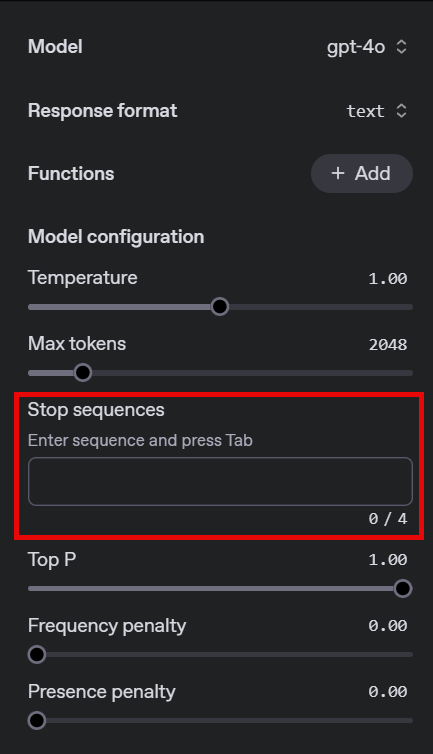 Model gpt-4o
Response format text
Functions + Add
Model configuration
Temperature 1.00
Max tokens 2048
Stop sequences
Enter sequence and press Tab
0 / 4
Top P 1.00
Frequency penalty 0.00
Presence penalty 0.00